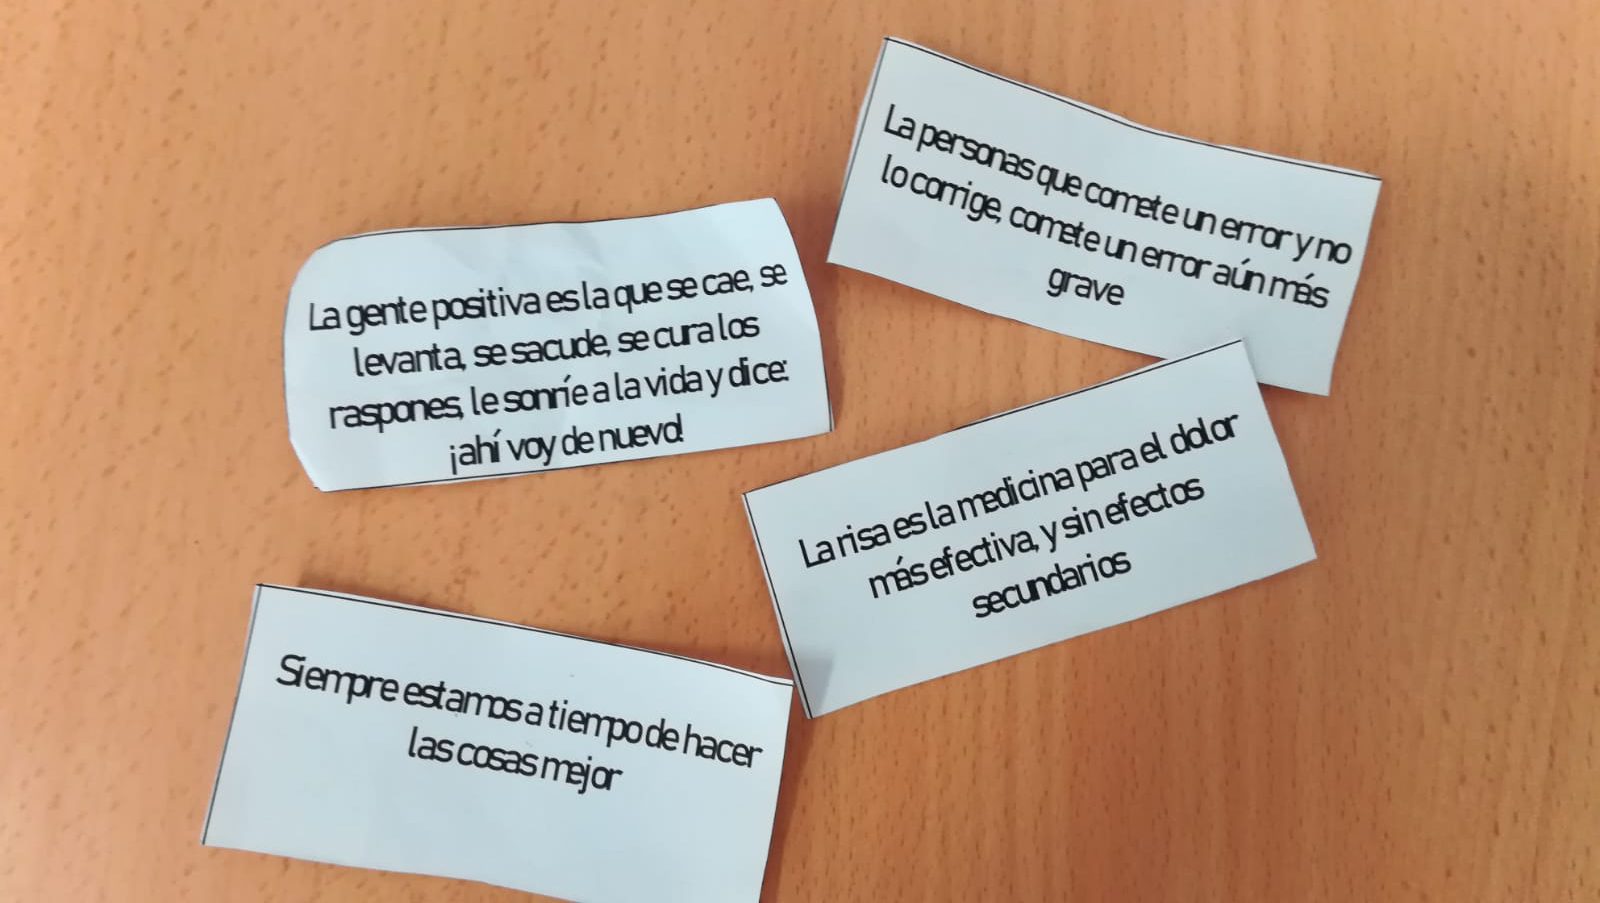 La personas que comete un error y no
lo corrige, comete un error aún más
grave
La gente positiva es la que se cae, se
levanta, se sacude, se cura los
raspones, le sonríe a la vida y dice:
¡ahí voy de nuevo!
La risa es la medicina para el dolor
más efectiva, y sin efectos
secundarios
Siempre estamos a tiempo de hacer
las cosas mejor